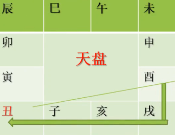 辰 巳 午 未
卯 天盘 申
寅 酉
丑 子 亥 戌